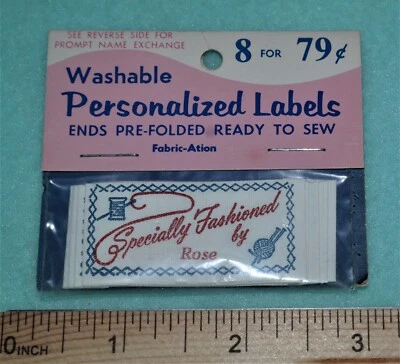 SEE REVERSE SIDE FOR
PROMPT NAME EXCHANGE
8 FOR 79¢
Washable
Personalized Labels
ENDS PRE-FOLDED READY TO SEW
Fabric-Ation
Specially Fashioned
by
Rose
0 INCH 1 2 3